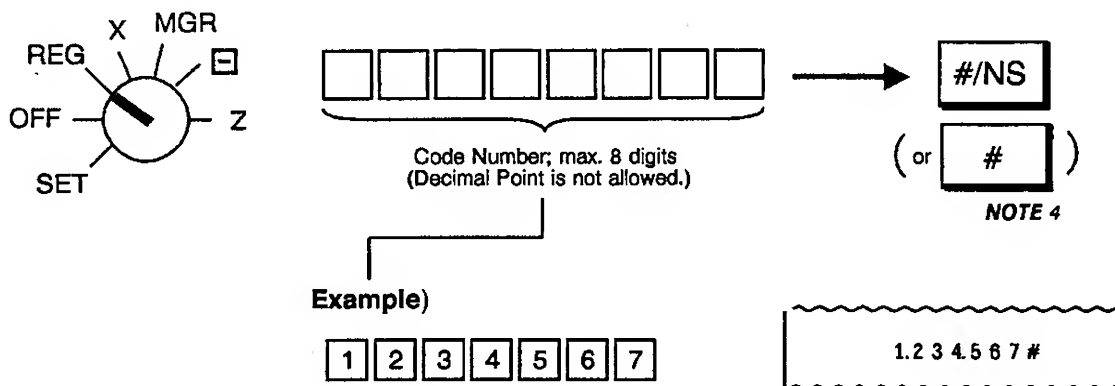 MGR
X
REG
OFF
Z
SET
#/NS
Code Number; max. 8 digits
(Decimal Point is not allowed.)
( or # )
NOTE 4
Example)
1 2 3 4 5 6 7
1.2 3 4.5 6 7 #